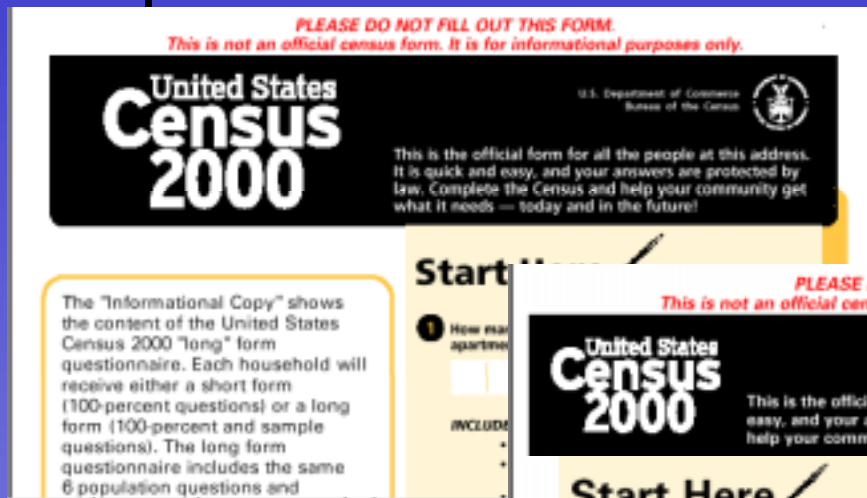 PLEASE DO NOT FILL OUT THIS FORM.
This is not an official census form. It is for informational purposes only.
United States
Census
2000
U.S. Department of Commerce
Bureau of the Census
This is the official form for all the people at this address.
It is quick and easy, and your answers are protected by
law. Complete the Census and help your community get
what it needs — today and in the future!
Start Here
The "Informational Copy" shows
the content of the United States
Census 2000 "long" form
questionnaire. Each household will
receive either a short form
(100-percent questions) or a long
form (100-percent and sample
questions). The long form
questionnaire includes the same
6 population questions and
1 How
INCLUDE
PLEASE
This is not an official
United States
Census
2000
This is the
easy, and your
help your
Start Here